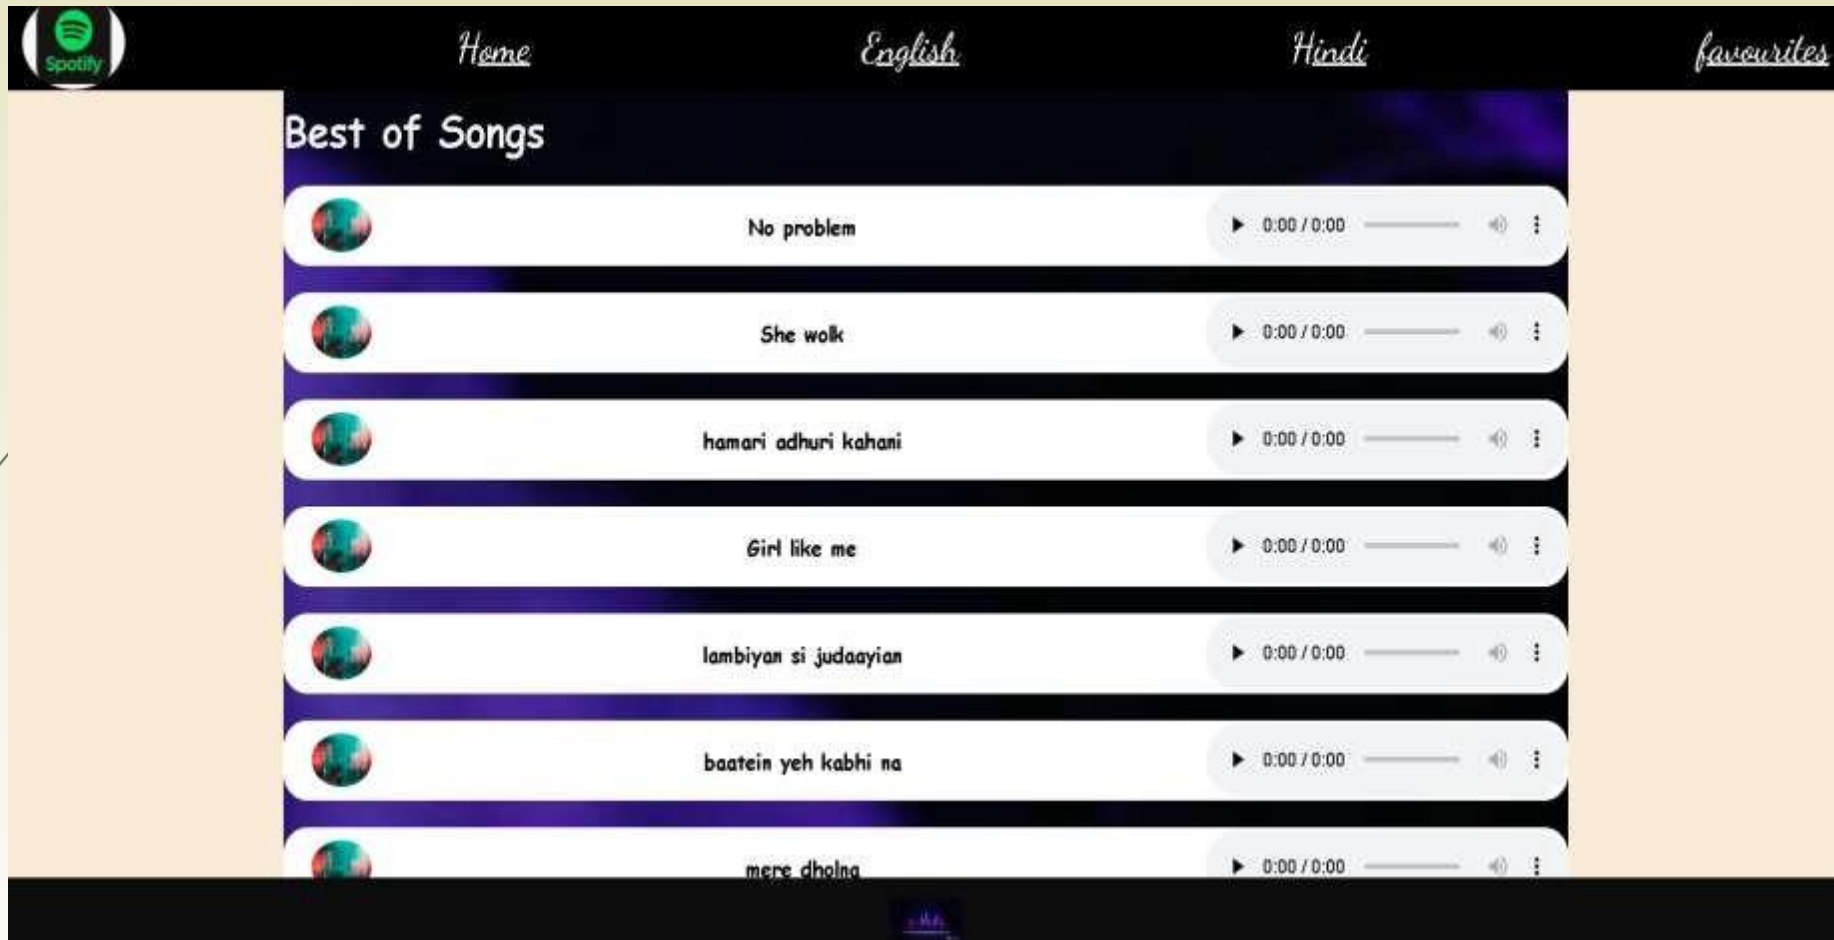 Spotify
Home English Hindi favourites
Best of Songs
No problem 0:00 / 0:00
She wolk 0:00 / 0:00
hamari adhuri kahani 0:00 / 0:00
Girl like me 0:00 / 0:00
lambiyan si judaayian 0:00 / 0:00
baatein yeh kabhi na 0:00 / 0:00
mere dholna 0:00 / 0:00